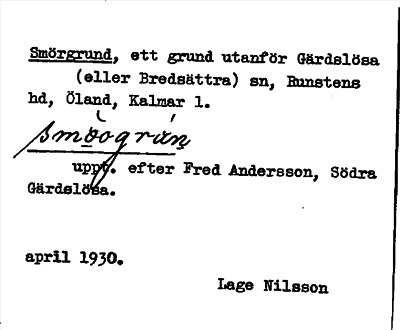 Smörgrund, ett grund utanför Gärdslösa
(eller Bredsättra) sn, Runstens
hd, Öland, Kalmar l.
smöogrun
uppt. efter Fred Andersson, Södra
Gärdslösa.
april 1930.
Lage Nilsson